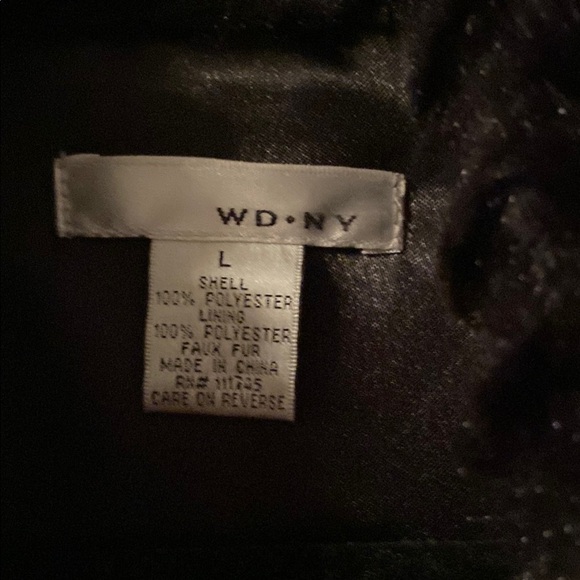 WD•NY
L
SHELL
100% POLYESTER
LINING
100% POLYESTER
FAUX FUR
MADE IN CHINA
RN# 111745
CARE ON REVERSE